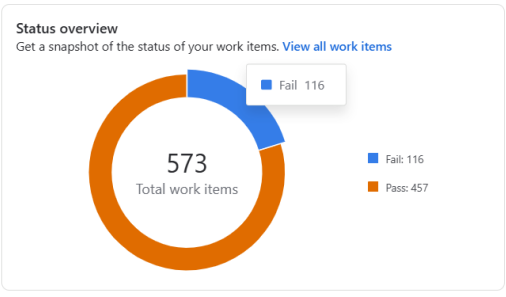 Status overview
Get a snapshot of the status of your work items. View all work items
Fail 116
573
Total work items
Fail: 116
Pass: 457